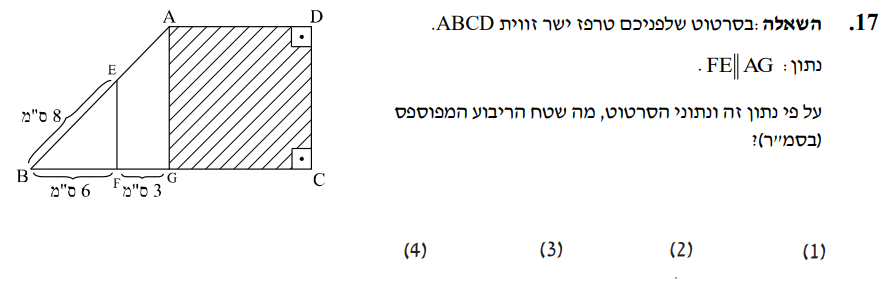 17. השאלה: בסרטוט שלפניכם טרפז ישר זווית ABCD.
נתון: FE || AG.
על פי נתון זה ונתוני הסרטוט, מה שטח הריבוע המפוספס
(בסמ״ר)?
(1) (2) (3) (4)
A D
E
8 ס"מ
B F G C
6 ס"מ 3 ס"מ